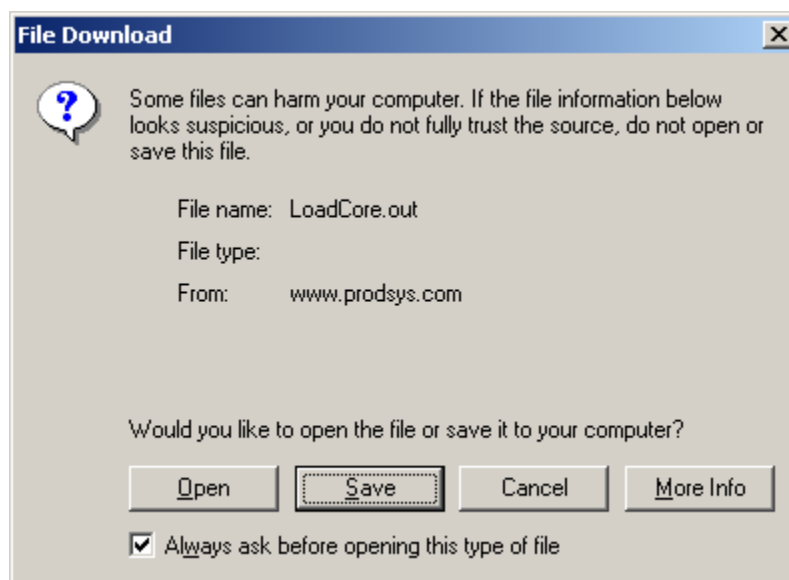 File Download
Some files can harm your computer. If the file information below
looks suspicious, or you do not fully trust the source, do not open or
save this file.
File name: LoadCore.out
File type:
From: www.prodsys.com
Would you like to open the file or save it to your computer?
Open Save Cancel More Info
Always ask before opening this type of file